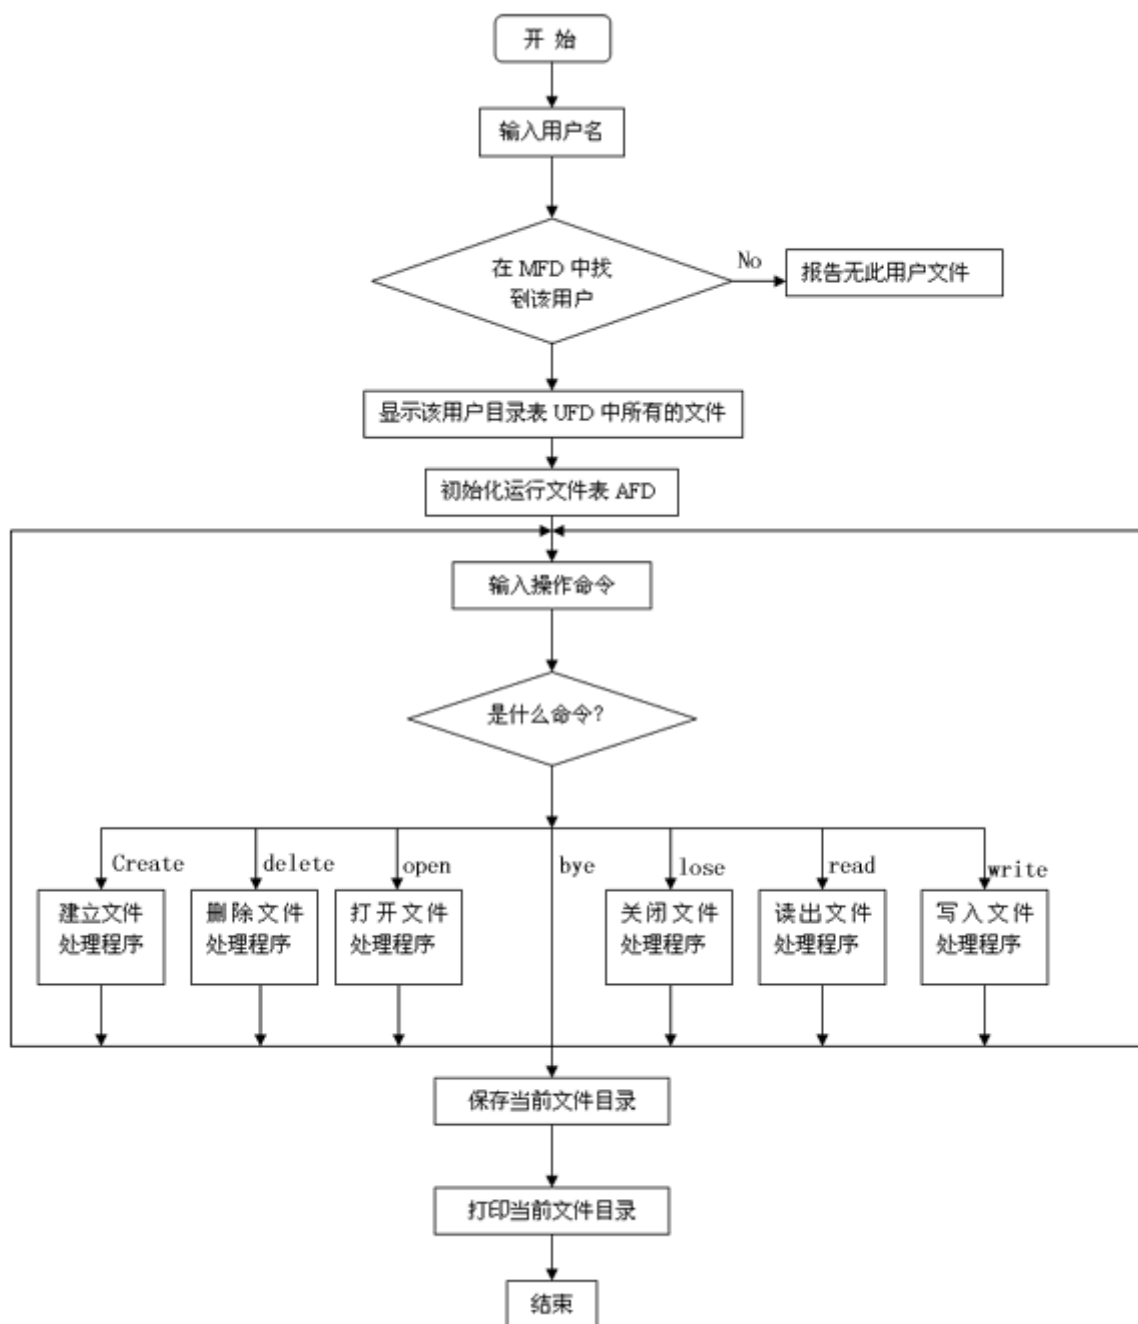 开 始
输入用户名
在 MFD 中找
到该用户
No
报告无此用户文件
显示该用户目录表 UFD 中所有的文件
初始化运行文件表 AFD
输入操作命令
是什么命令?
Create
delete
open
bye
lose
read
write
建立文件
处理程序
删除文件
处理程序
打开文件
处理程序
关闭文件
处理程序
读出文件
处理程序
写入文件
处理程序
保存当前文件目录
打印当前文件目录
结束